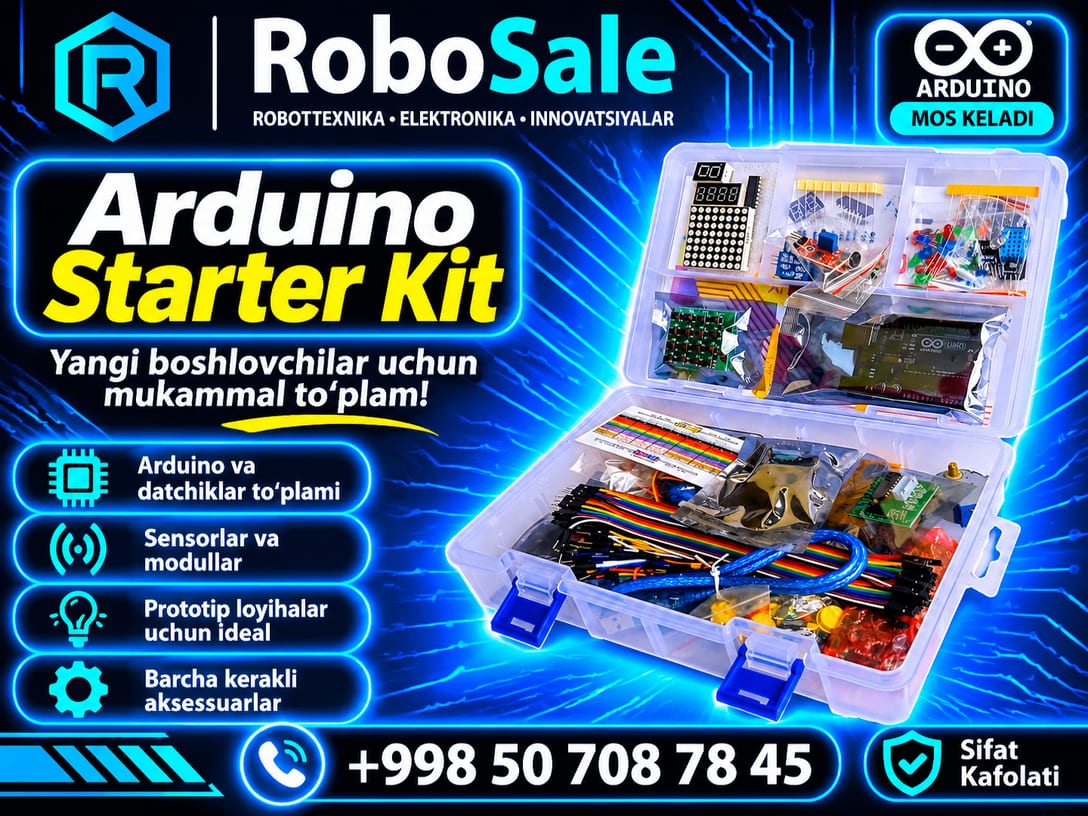 RoboSale
ROBOTTEXNIKA • ELEKTRONIKA • INNOVATSIYALAR
ARDUINO
MOS KELADI
Arduino
Starter Kit
Yangi boshlovchilar uchun
mukammal to‘plam!
Arduino va
datchiklar to‘plami
Sensorlar va
modullar
Prototip loyihalar
uchun ideal
Barcha kerakli
aksessuarlar
+998 50 708 78 45
Sifat
Kafolati